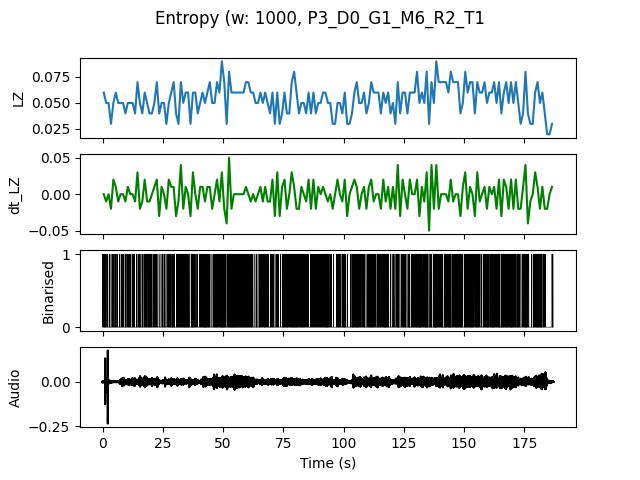 Entropy (w: 1000, P3_D0_G1_M6_R2_T1
LZ
0.075
0.050
0.025
dt_LZ
0.05
0.00
−0.05
Binarised
1
0
Audio
0.00
−0.25
0 25 50 75 100 125 150 175
Time (s)